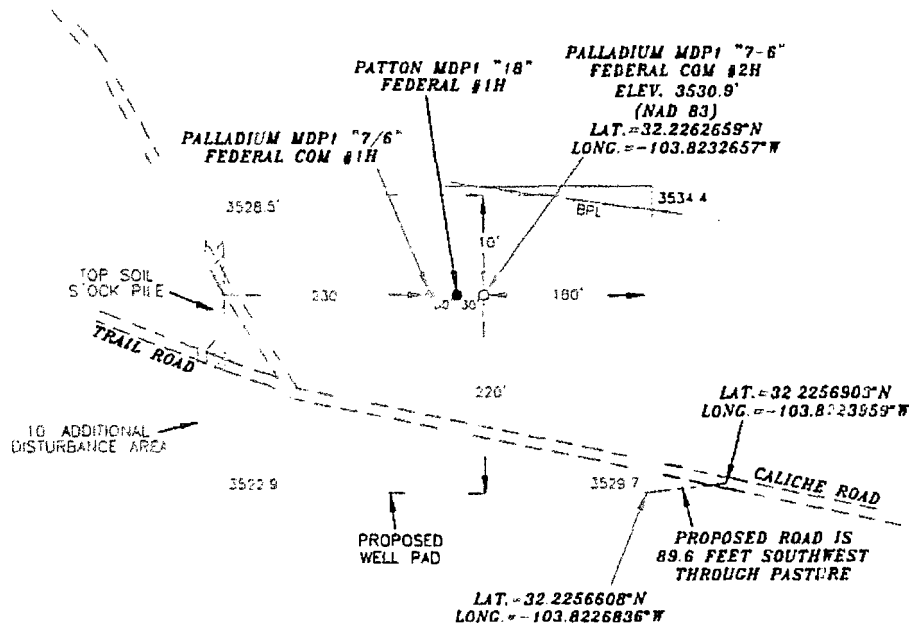 PATTON MDP1 "18"
FEDERAL #1H
PALLADIUM MDP1 "7-6"
FEDERAL COM #2H
ELEV. 3530.9'
(NAD 83)
LAT.=32.2262659°N
LONG.=-103.8232657°W
PALLADIUM MDP1 "7/6"
FEDERAL COM #1H
3528.5'
3534.4
BPL
10'
TOP SOIL
STOCK PILE
230
30'
180'
TRAIL ROAD
220'
LAT.=32.2256903°N
LONG.=-103.8223959°W
10 ADDITIONAL
DISTURBANCE AREA
3522.9
3529.7
CALICHE ROAD
PROPOSED
WELL PAD
PROPOSED ROAD IS
89.6 FEET SOUTHWEST
THROUGH PASTURE
LAT.=32.2256608°N
LONG.=-103.8226836°W